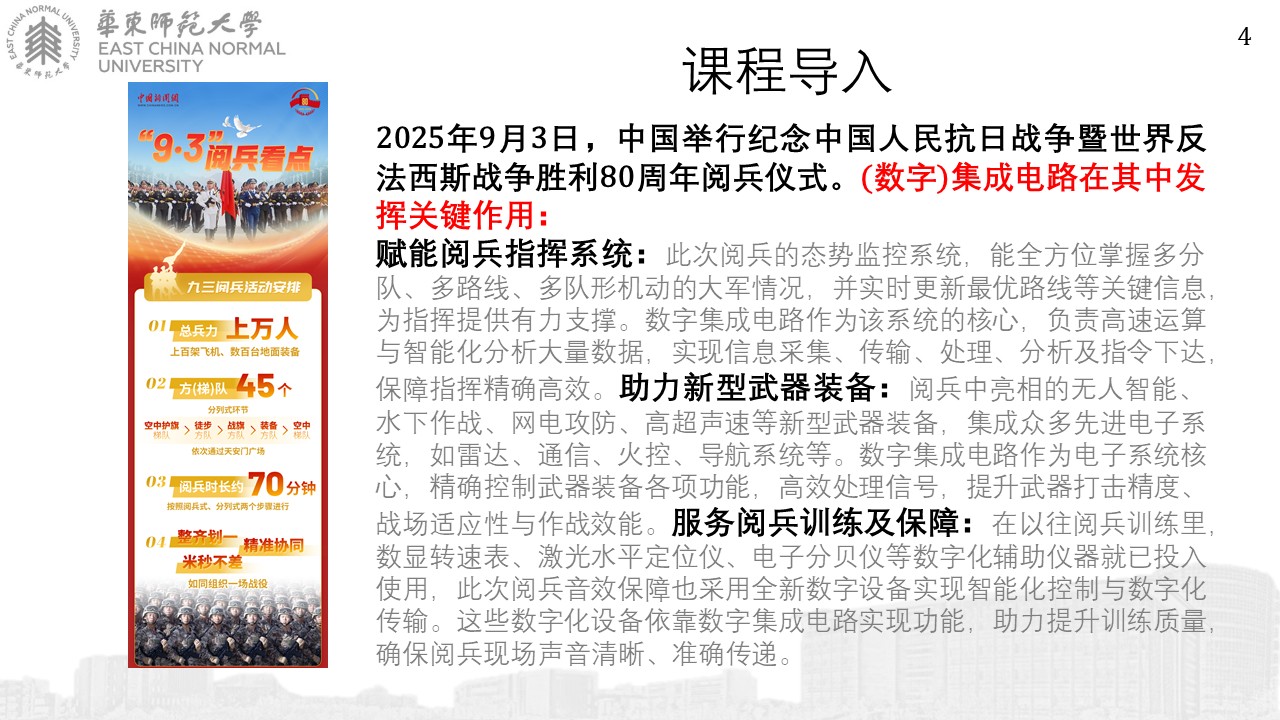 華東師範大學
EAST CHINA NORMAL
UNIVERSITY
EAST CHINA NORMAL UNIVERSITY
華東师范大学
4
课程导入
中国新闻网
80
“9·3”阅兵看点
九三阅兵活动安排
01 总兵力 上万人
上百架飞机、数百台地面装备
02 方(梯)队 45个
分列式环节
空中护旗梯队 > 徒步方队 > 战旗方队 > 装备方队 > 空中梯队
依次通过天安门广场
03 阅兵时长约 70分钟
按照阅兵式、分列式两个步骤进行
04 整齐划一 精准协同
米秒不差
如同组织一场战役
2025年9月3日，中国举行纪念中国人民抗日战争暨世界反
法西斯战争胜利80周年阅兵仪式。(数字)集成电路在其中发
挥关键作用：
赋能阅兵指挥系统：此次阅兵的态势监控系统，能全方位掌握多分
队、多路线、多队形机动的大军情况，并实时更新最优路线等关键信息，
为指挥提供有力支撑。数字集成电路作为该系统的核心，负责高速运算
与智能化分析大量数据，实现信息采集、传输、处理、分析及指令下达，
保障指挥精确高效。助力新型武器装备：阅兵中亮相的无人智能、
水下作战、网电攻防、高超声速等新型武器装备，集成众多先进电子系
统，如雷达、通信、火控、导航系统等。数字集成电路作为电子系统核
心，精确控制武器装备各项功能，高效处理信号，提升武器打击精度、
战场适应性与作战效能。服务阅兵训练及保障：在以往阅兵训练里，
数显转速表、激光水平定位仪、电子分贝仪等数字化辅助仪器就已投入
使用，此次阅兵音效保障也采用全新数字设备实现智能化控制与数字化
传输。这些数字化设备依靠数字集成电路实现功能，助力提升训练质量，
确保阅兵现场声音清晰、准确传递。